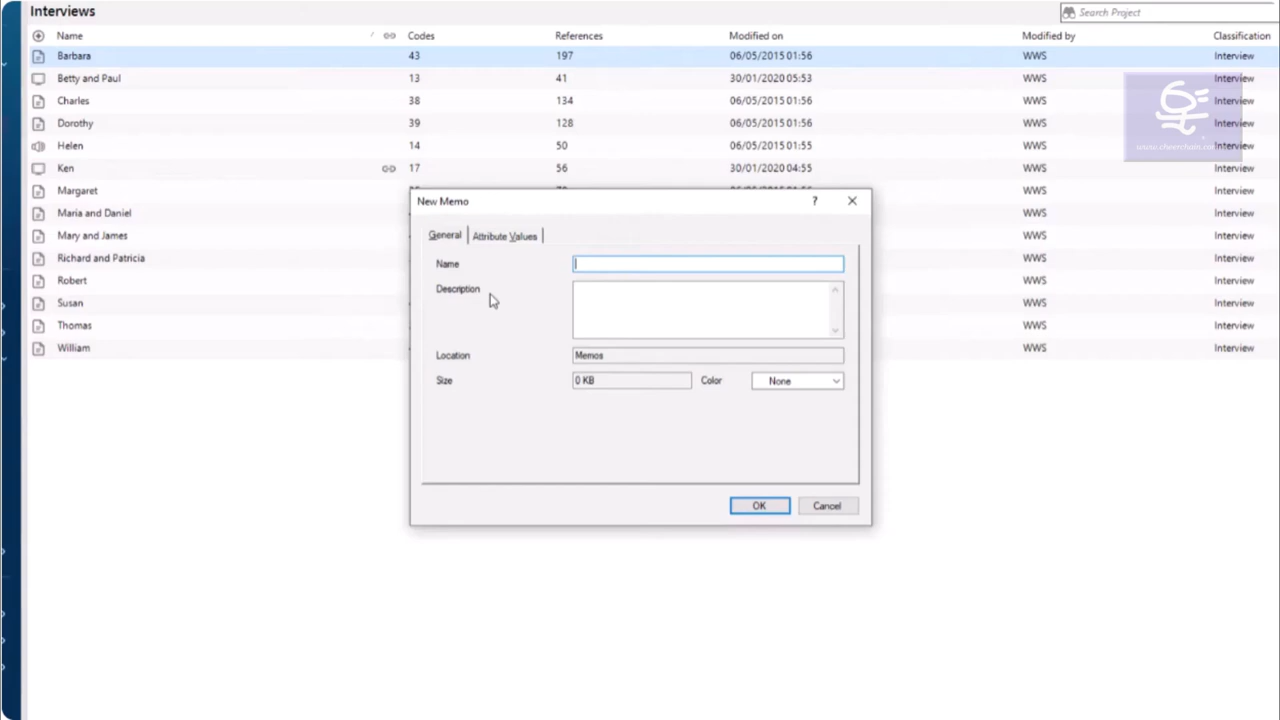 Interviews
Search Project
Name Codes References Modified on Modified by Classification
Barbara 43 197 06/05/2015 01:56 WWS Interview
Betty and Paul 13 41 30/01/2020 05:53 WWS Interview
Charles 38 134 06/05/2015 01:56 WWS Interview
Dorothy 39 128 06/05/2015 01:56 WWS Interview
Helen 14 50 06/05/2015 01:55 WWS Interview
Ken 17 56 30/01/2020 04:55 WWS Interview
Margaret WWS Interview
Maria and Daniel WWS Interview
Mary and James WWS Interview
Richard and Patricia WWS Interview
Robert WWS Interview
Susan WWS Interview
Thomas WWS Interview
William WWS Interview
New Memo ?
General Attribute Values
Name
Description
Location Memos
Size 0 KB Color None
OK Cancel